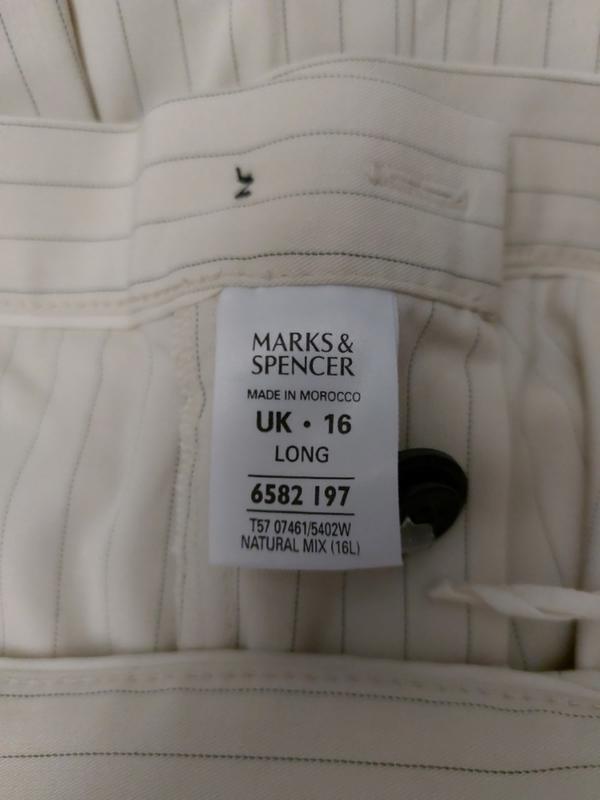 MARKS &
SPENCER
MADE IN MOROCCO
UK • 16
LONG
6582 197
T57 07461/5402W
NATURAL MIX (16L)